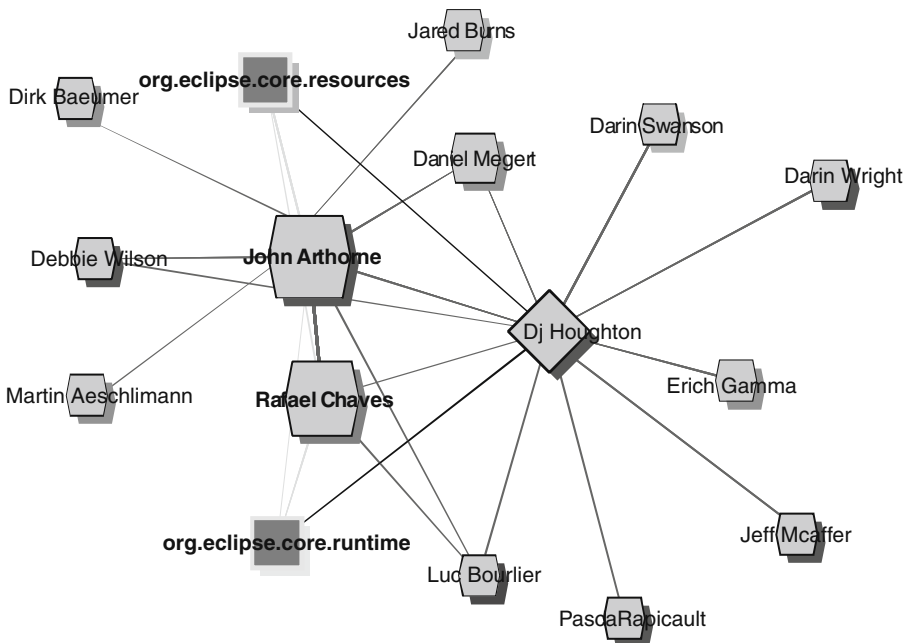 Jared Burns
org.eclipse.core.resources
Dirk Baeumer
Darin Swanson
Daniel Megert
Darin Wright
Debbie Wilson
John Arthorne
Dj Houghton
Erich Gamma
Martin Aeschlimann
Rafael Chaves
org.eclipse.core.runtime
Jeff Mcaffer
Luc Bourlier
PascaRapicault